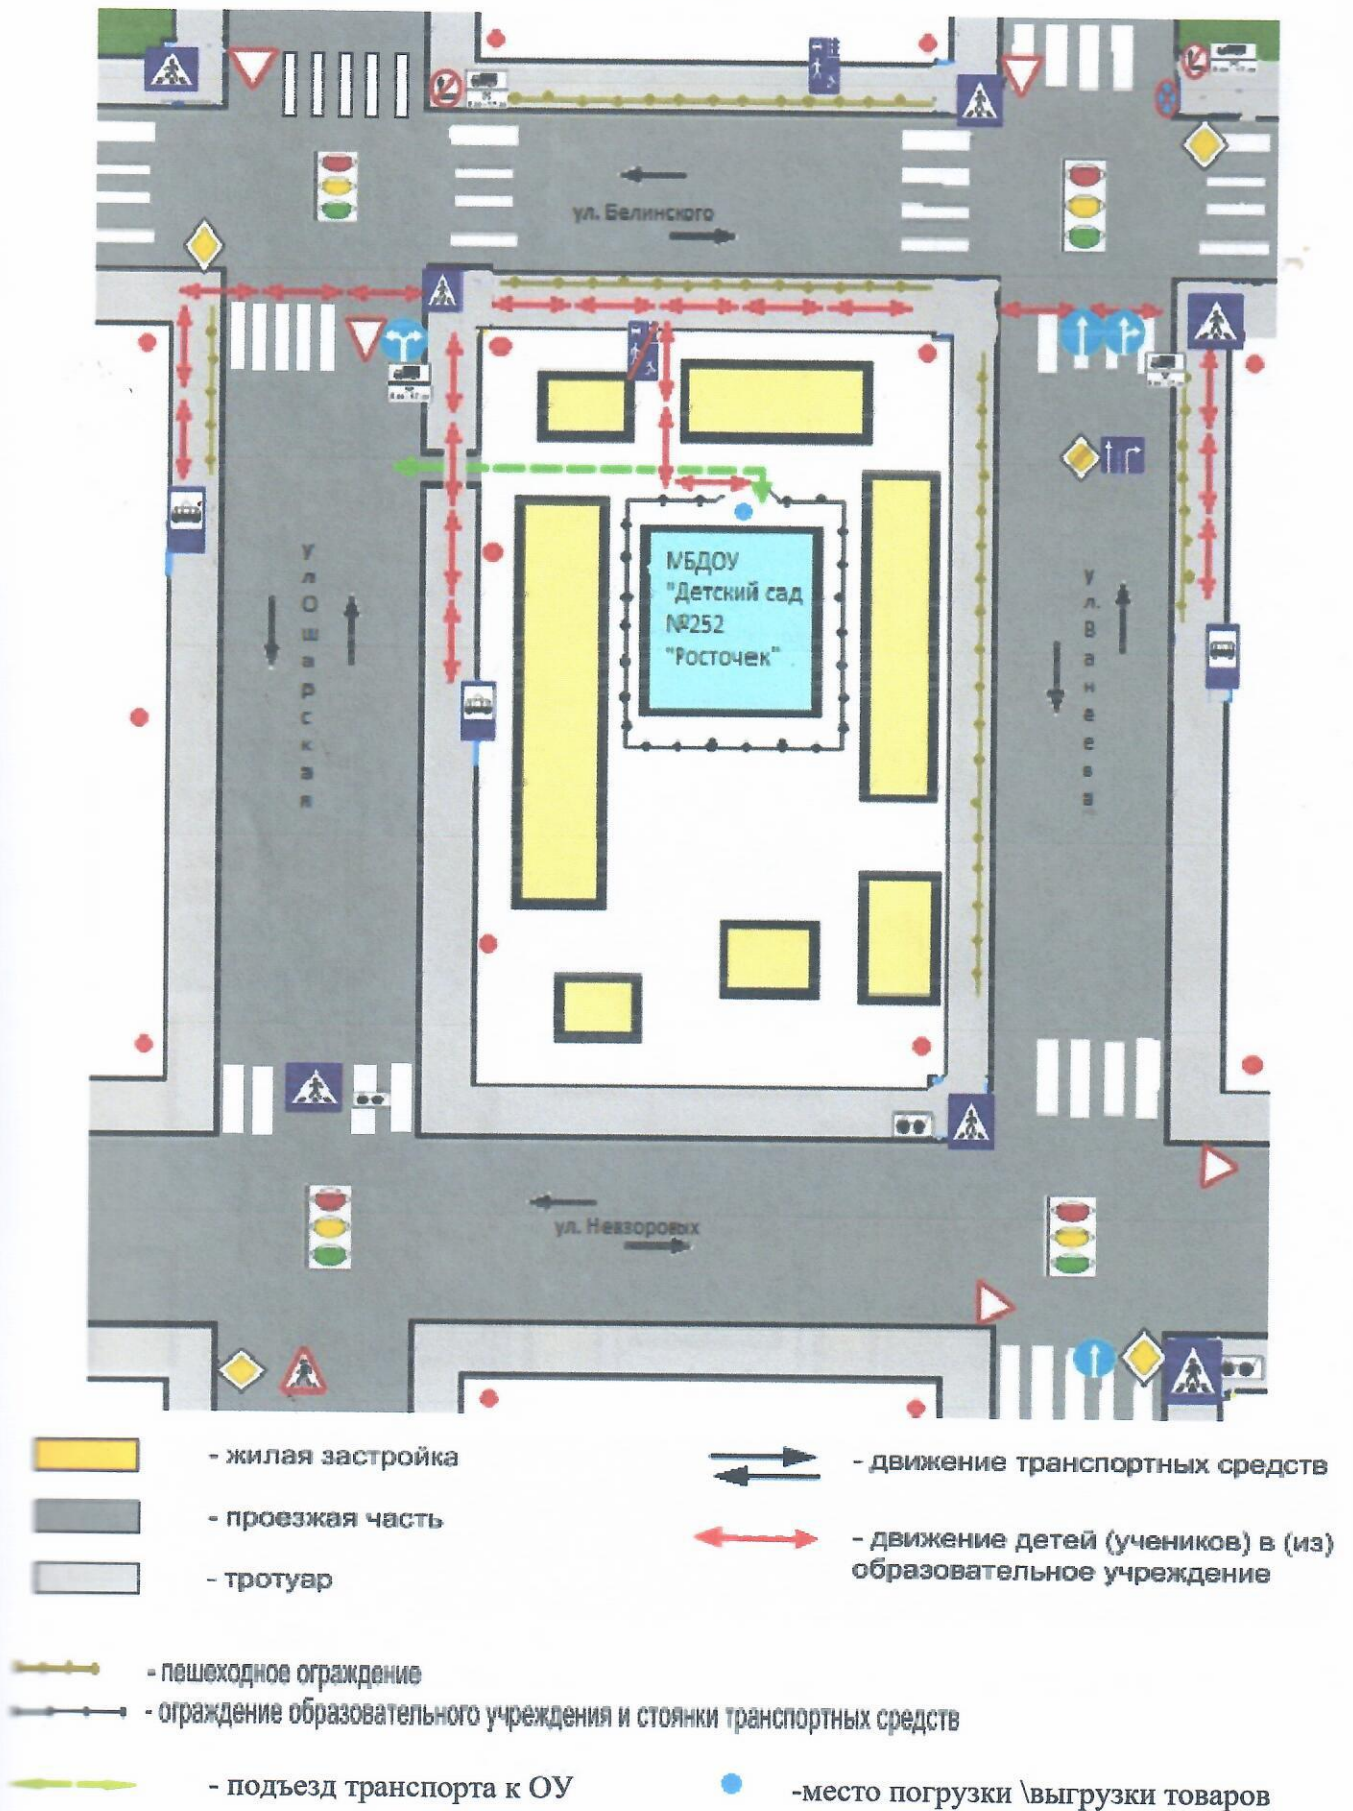 ул. Белинского
МБДОУ
"Детский сад
№252
"Росточек"
ул Ошарская
ул. Ванеева
ул. Невзоровых
- жилая застройка
- движение транспортных средств
- проезжая часть
- движение детей (учеников) в (из)
образовательное учреждение
- тротуар
- пешеходное ограждение
- ограждение образовательного учреждения и стоянки транспортных средств
- подъезд транспорта к ОУ
-место погрузки \выгрузки товаров